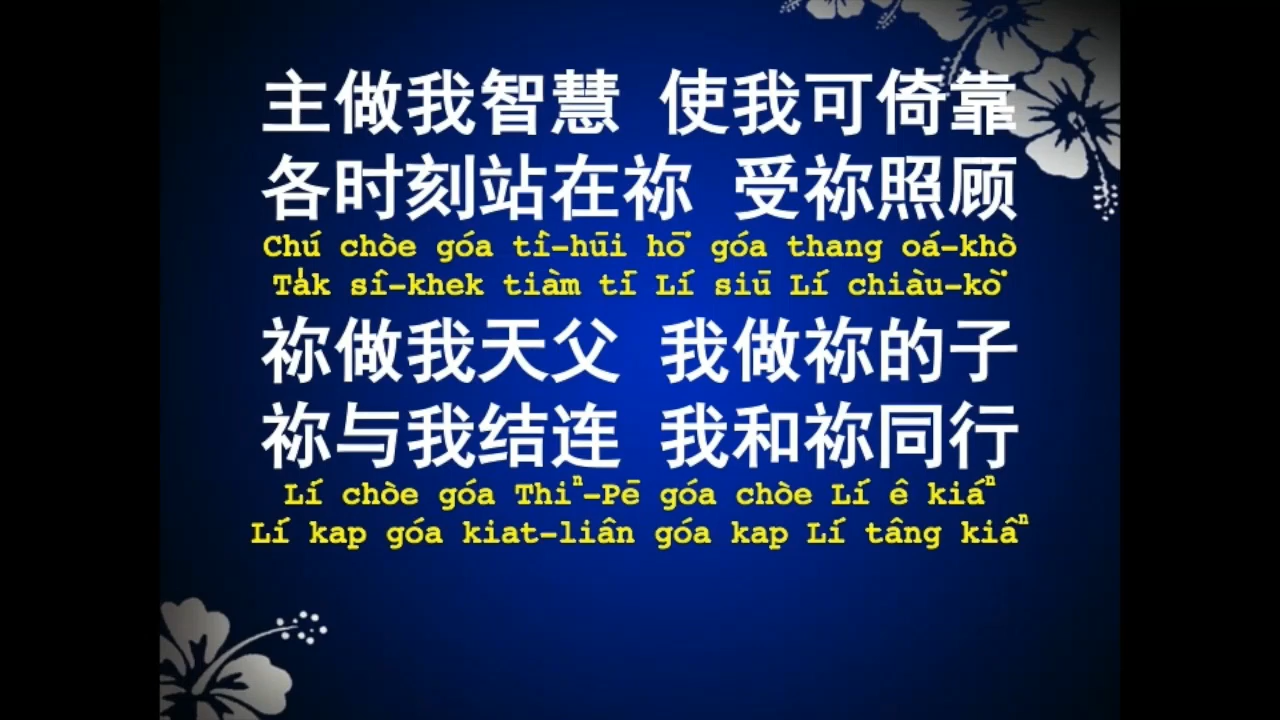 主做我智慧 使我可倚靠
各时刻站在祢 受祢照顾
Chú chòe góa tì-hūi hō͘ góa thang oá-khò
Ta̍k sî-khek tiàm tī Lí siū Lí chiàu-kò͘
祢做我天父 我做祢的子
祢与我结连 我和祢同行
Lí chòe góa Thiⁿ-Pē góa chòe Lí ê kiáⁿ
Lí kap góa kiat-liân góa kap Lí tâng kiâⁿ